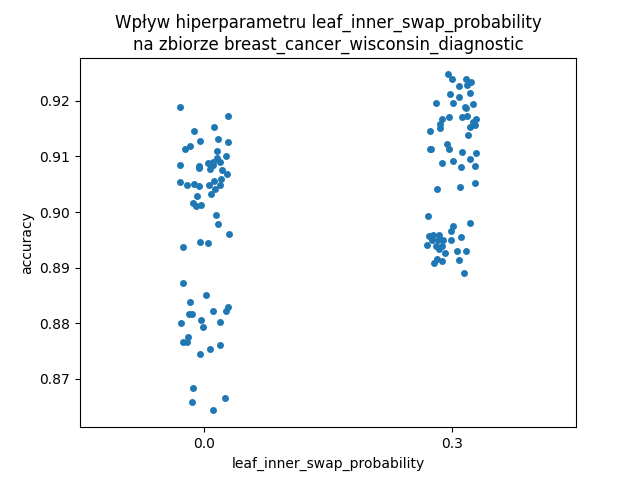 Wpływ hiperparametru leaf_inner_swap_probability
na zbiorze breast_cancer_wisconsin_diagnostic
0.92
0.91
0.90
0.89
0.88
0.87
accuracy
0.0
0.3
leaf_inner_swap_probability